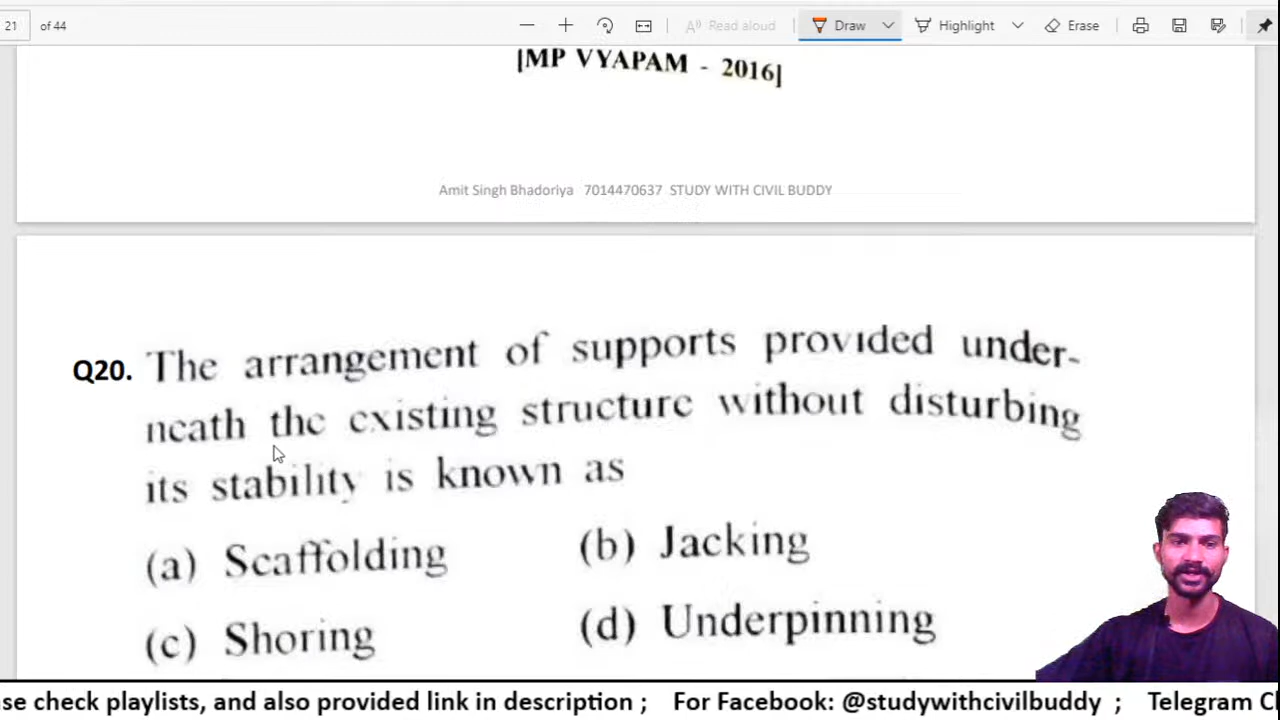 21 of 44 Read aloud Draw Highlight Erase
[MP VYAPAM - 2016]
Amit Singh Bhadoriya 7014470637 STUDY WITH CIVIL BUDDY
Q20. The arrangement of supports provided under-
neath the existing structure without disturbing
its stability is known as
(a) Scaffolding (b) Jacking
(c) Shoring (d) Underpinning
se check playlists, and also provided link in description ; For Facebook: @studywithcivilbuddy ; Telegram C